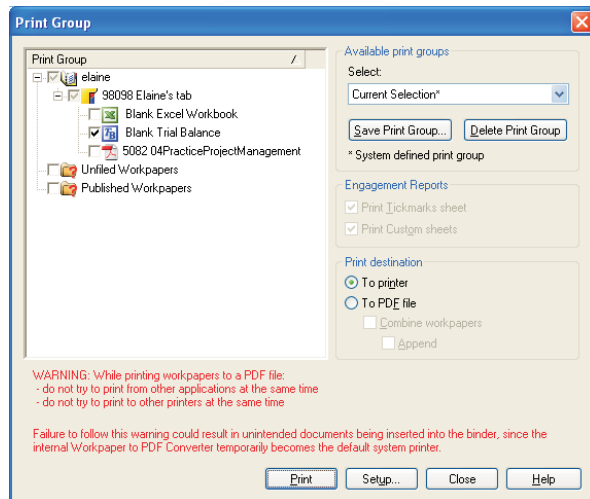 Print Group
Print Group /
elaine
98098 Elaine's tab
Blank Excel Workbook
Blank Trial Balance
5082 04PracticeProjectManagement
Unfiled Workpapers
Published Workpapers
Available print groups
Select:
Current Selection*
Save Print Group... Delete Print Group
* System defined print group
Engagement Reports
Print Tickmarks sheet
Print Custom sheets
Print destination
To printer
To PDF file
Combine workpapers
Append
WARNING: While printing workpapers to a PDF file:
- do not try to print from other applications at the same time
- do not try to print to other printers at the same time
Failure to follow this warning could result in unintended documents being inserted into the binder, since the
internal Workpaper to PDF Converter temporarily becomes the default system printer.
Print Setup... Close Help